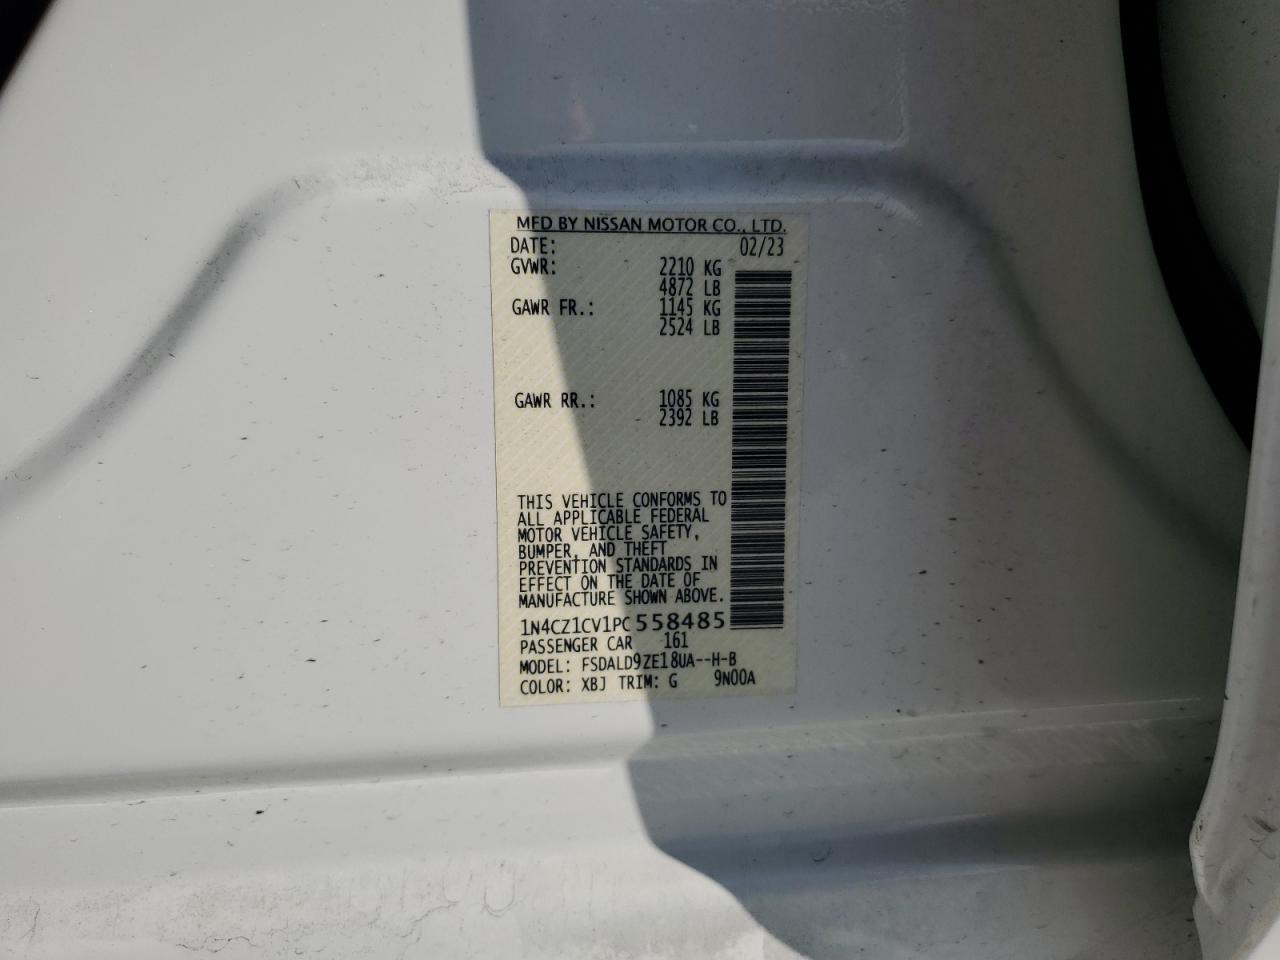 MFD BY NISSAN MOTOR CO., LTD.
DATE: 02/23
GVWR: 2210 KG
4872 LB
GAWR FR.: 1145 KG
2524 LB
GAWR RR.: 1085 KG
2392 LB
THIS VEHICLE CONFORMS TO
ALL APPLICABLE FEDERAL
MOTOR VEHICLE SAFETY,
BUMPER, AND THEFT
PREVENTION STANDARDS IN
EFFECT ON THE DATE OF
MANUFACTURE SHOWN ABOVE.
1N4CZ1CV1PC558485
PASSENGER CAR 161
MODEL: FSDALD9ZE18UA--H-B
COLOR: XBJ TRIM: G 9N00A